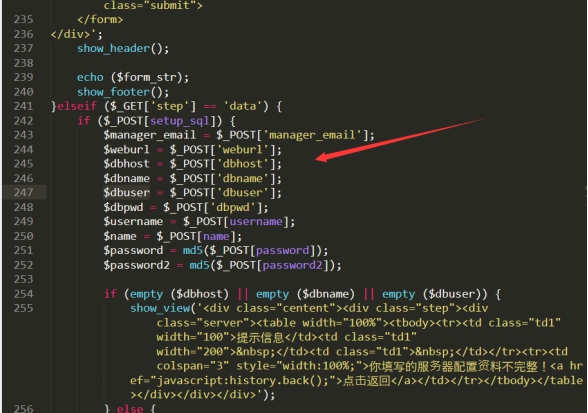 class="submit">
235 </form>
236 </div>';
237 show_header();
238
239 echo ($form_str);
240 show_footer();
241 }elseif ($_GET['step'] == 'data') {
242 if ($_POST[setup_sql]) {
243 $manager_email = $_POST['manager_email'];
244 $weburl = $_POST['weburl'];
245 $dbhost = $_POST['dbhost'];
246 $dbname = $_POST['dbname'];
247 $dbuser = $_POST['dbuser'];
248 $dbpwd = $_POST['dbpwd'];
249 $username = $_POST[username];
250 $name = $_POST[name];
251 $password = md5($_POST[password]);
252 $password2 = md5($_POST[password2]);
253
254 if (empty ($dbhost) || empty ($dbname) || empty ($dbuser)) {
255 show_view('<div class="centent"><div class="step"><div
class="server"><table width="100%"><tbody><tr><td class="td1"
width="100">提示信息</td><td class="td1"
width="200">&nbsp;</td><td class="td1">&nbsp;</td></tr><tr><td
colspan="3" style="width:100%;">你填写的服务器配置资料不完整!<a hr
ef="javascript:history.back();">点击返回</a></td></tr></tbody></table
></div></div></div>');
256 } else {